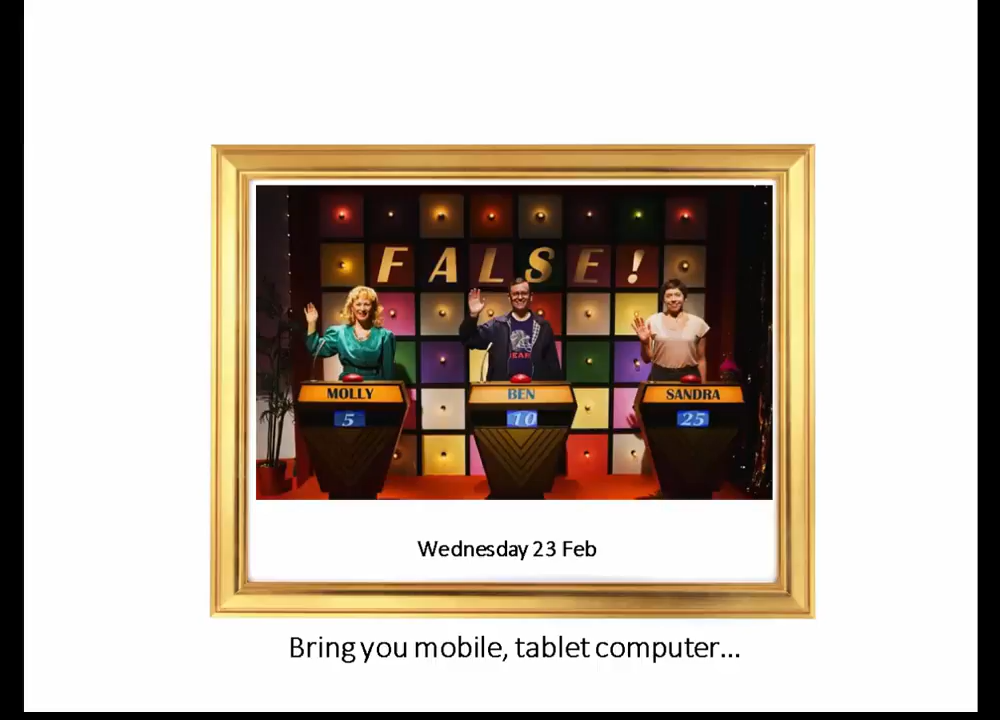 FALSE!
MOLLY BEN SANDRA
5 10 25
Wednesday 23 Feb
Bring you mobile, tablet computer...